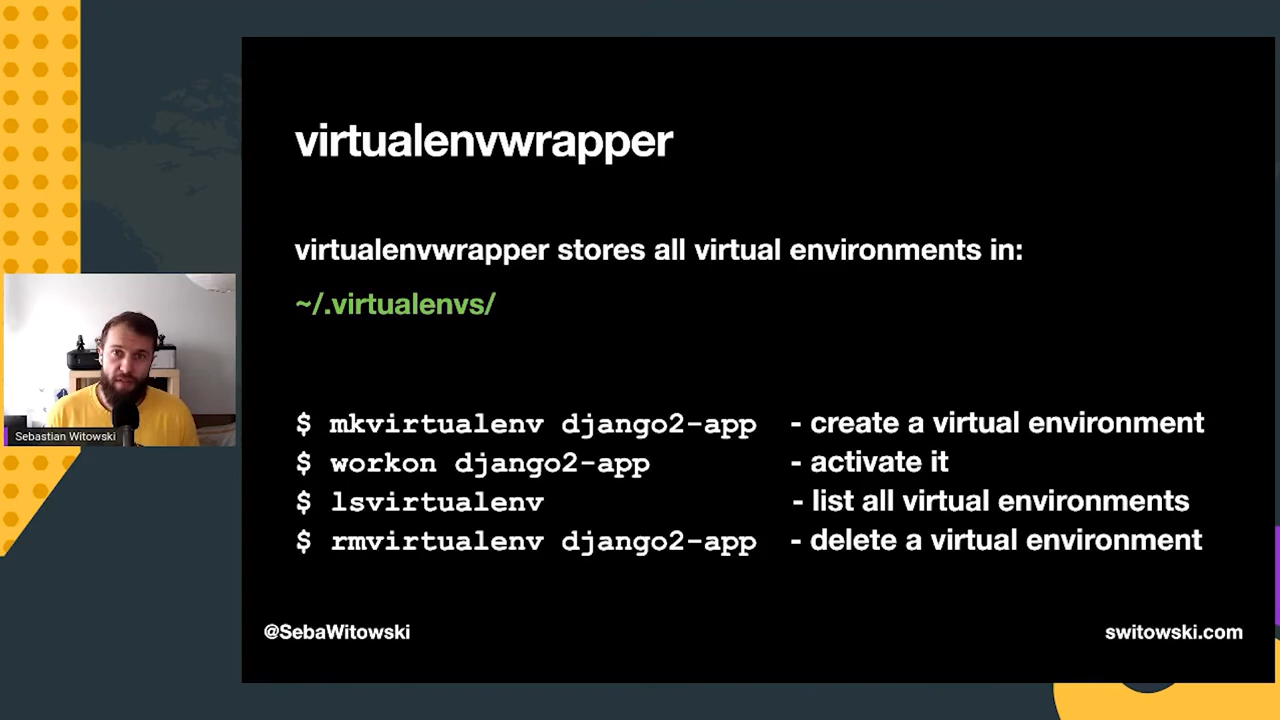 virtualenvwrapper
virtualenvwrapper stores all virtual environments in:
~/.virtualenvs/
$ mkvirtualenv django2-app - create a virtual environment
$ workon django2-app - activate it
$ lsvirtualenv - list all virtual environments
$ rmvirtualenv django2-app - delete a virtual environment
Sebastian Witowski
@SebaWitowski
switowski.com